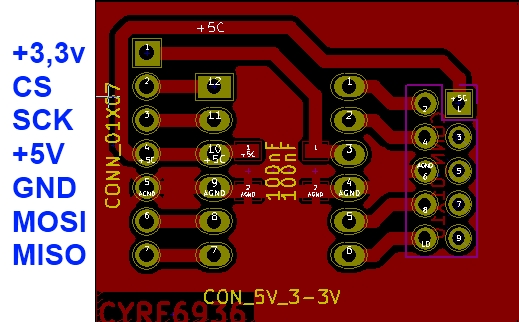 +5C
+3,3v
CS
SCK
+5V
GND
MOSI
MISO
CONN_01X07
1
2
3
4
+5C
5
AGND
6
7
12
11
10
+5C
9
AGND
8
7
1
+5C
2
AGND
100nF
100nF
1
2
AGND
1
2
3
4
AGND
5
6
+5C
1
2
3
4
5
AGND
6
7
8
9
10
CON_5V_3-3V
CYRF6936